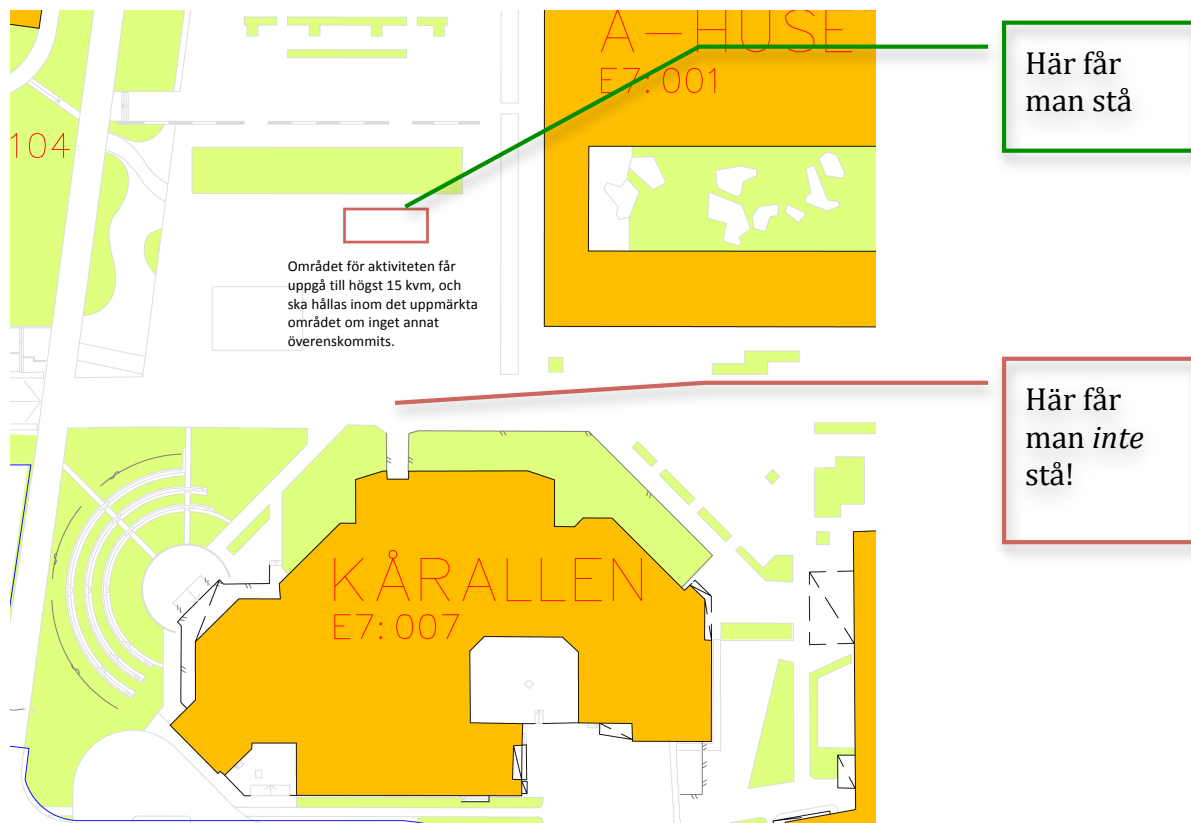 A-HUSE
E7:001
Här får
man stå
104
Området för aktiviteten får
uppgå till högst 15 kvm, och
ska hållas inom det uppmärkta
området om inget annat
överenskommits.
Här får
man inte
stå!
KÅRALLEN
E7:007